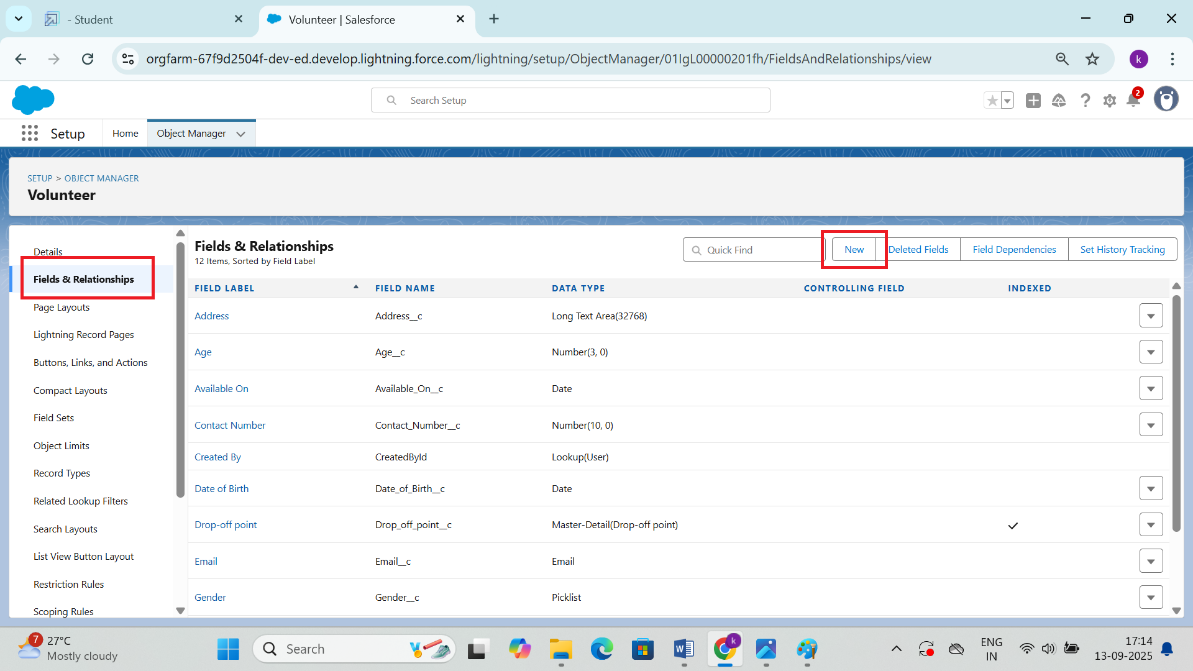 - Student
Volunteer | Salesforce
orgfarm-67f9d2504f-dev-ed.develop.lightning.force.com/lightning/setup/ObjectManager/01IgL00000201fh/FieldsAndRelationships/view
k
Search Setup
2
Setup
Home
Object Manager
SETUP > OBJECT MANAGER
Volunteer
Details
Fields & Relationships
Page Layouts
Lightning Record Pages
Buttons, Links, and Actions
Compact Layouts
Field Sets
Object Limits
Record Types
Related Lookup Filters
Search Layouts
List View Button Layout
Restriction Rules
Scoping Rules
Fields & Relationships
12 Items, Sorted by Field Label
Quick Find
New
Deleted Fields
Field Dependencies
Set History Tracking
FIELD LABEL FIELD NAME DATA TYPE CONTROLLING FIELD INDEXED
Address Address__c Long Text Area(32768)
Age Age__c Number(3, 0)
Available On Available_On__c Date
Contact Number Contact_Number__c Number(10, 0)
Created By CreatedById Lookup(User)
Date of Birth Date_of_Birth__c Date
Drop-off point Drop_off_point__c Master-Detail(Drop-off point)
Email Email__c Email
Gender Gender__c Picklist
7
27°C
Mostly cloudy
Search
k
ENG
IN
17:14
13-09-2025